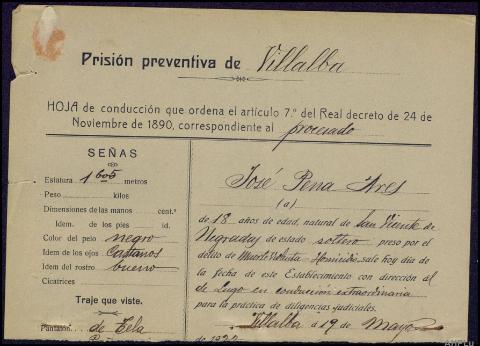 Prisión preventiva de Villalba
HOJA de conducción que ordena el artículo 7.º del Real decreto de 24 de
Noviembre de 1890, correspondiente al procesado
SEÑAS
Estatura 1 605 metros
Peso kilos
Dimensiones de las manos cent.s
Idem. de los pies id.
Color del pelo negro
Idem de los ojos Castaños
Idem del rostro bueno
Cicatrices
Traje que viste.
Pantalón de tela
José Pena Ares
(a)
de 18 años de edad, natural de San Vicente de
Negradas de estado soltero preso por el
delito de Muerte Violenta Homicidio sale hoy día de
la fecha de este Establecimiento con dirección al
de Lugo en conducción extraordinaria
para la práctica de diligencias judiciales.
Villalba á 19 de Mayo
de 192